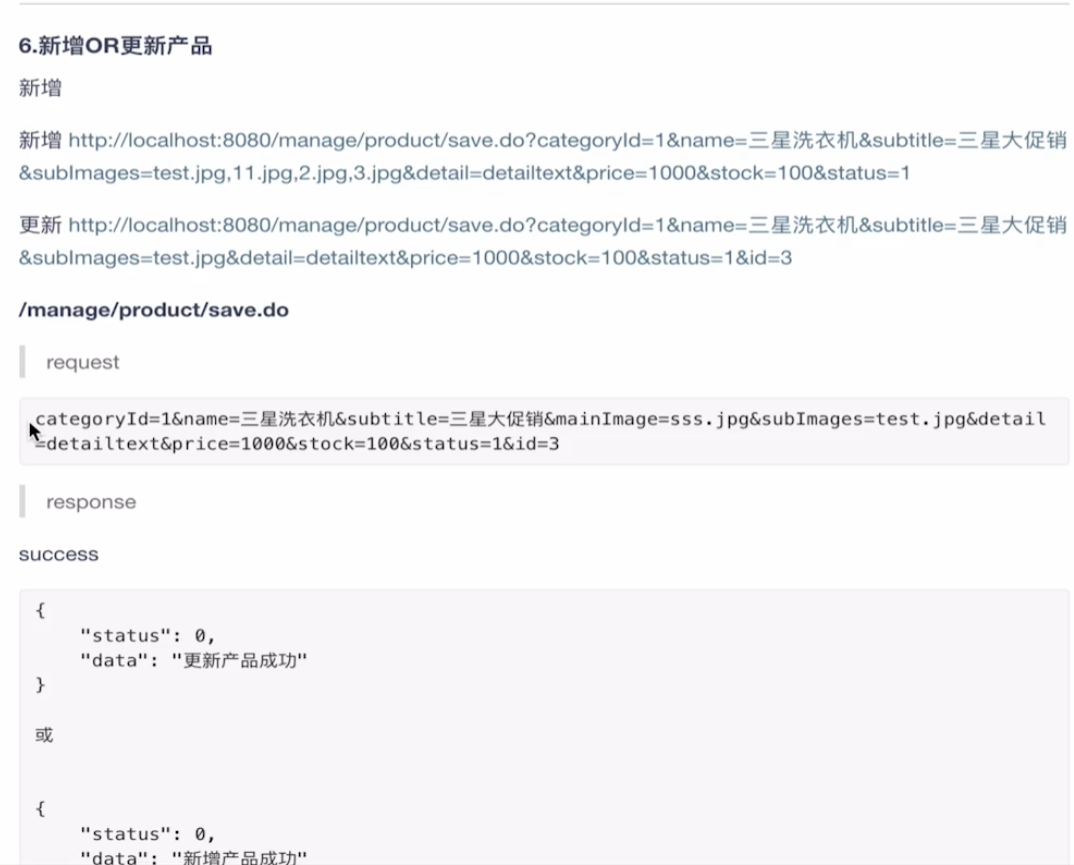 6.新增OR更新产品
新增
新增 http://localhost:8080/manage/product/save.do?categoryId=1&name=三星洗衣机&subtitle=三星大促销
&subImages=test.jpg,11.jpg,2.jpg,3.jpg&detail=detailtext&price=1000&stock=100&status=1
更新 http://localhost:8080/manage/product/save.do?categoryId=1&name=三星洗衣机&subtitle=三星大促销
&subImages=test.jpg&detail=detailtext&price=1000&stock=100&status=1&id=3
/manage/product/save.do
request
categoryId=1&name=三星洗衣机&subtitle=三星大促销&mainImage=sss.jpg&subImages=test.jpg&detail
=detailtext&price=1000&stock=100&status=1&id=3
response
success
{
"status": 0,
"data": "更新产品成功"
}
或
{
"status": 0,
"data": "新增产品成功"